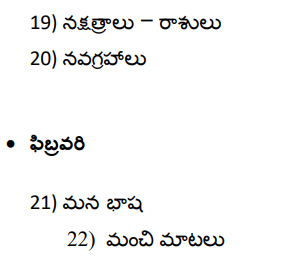 19) నక్షత్రాలు – రాశులు
20) నవగ్రహాలు
• ఫిబ్రవరి
21) మన భాష
22) మంచి మాటలు